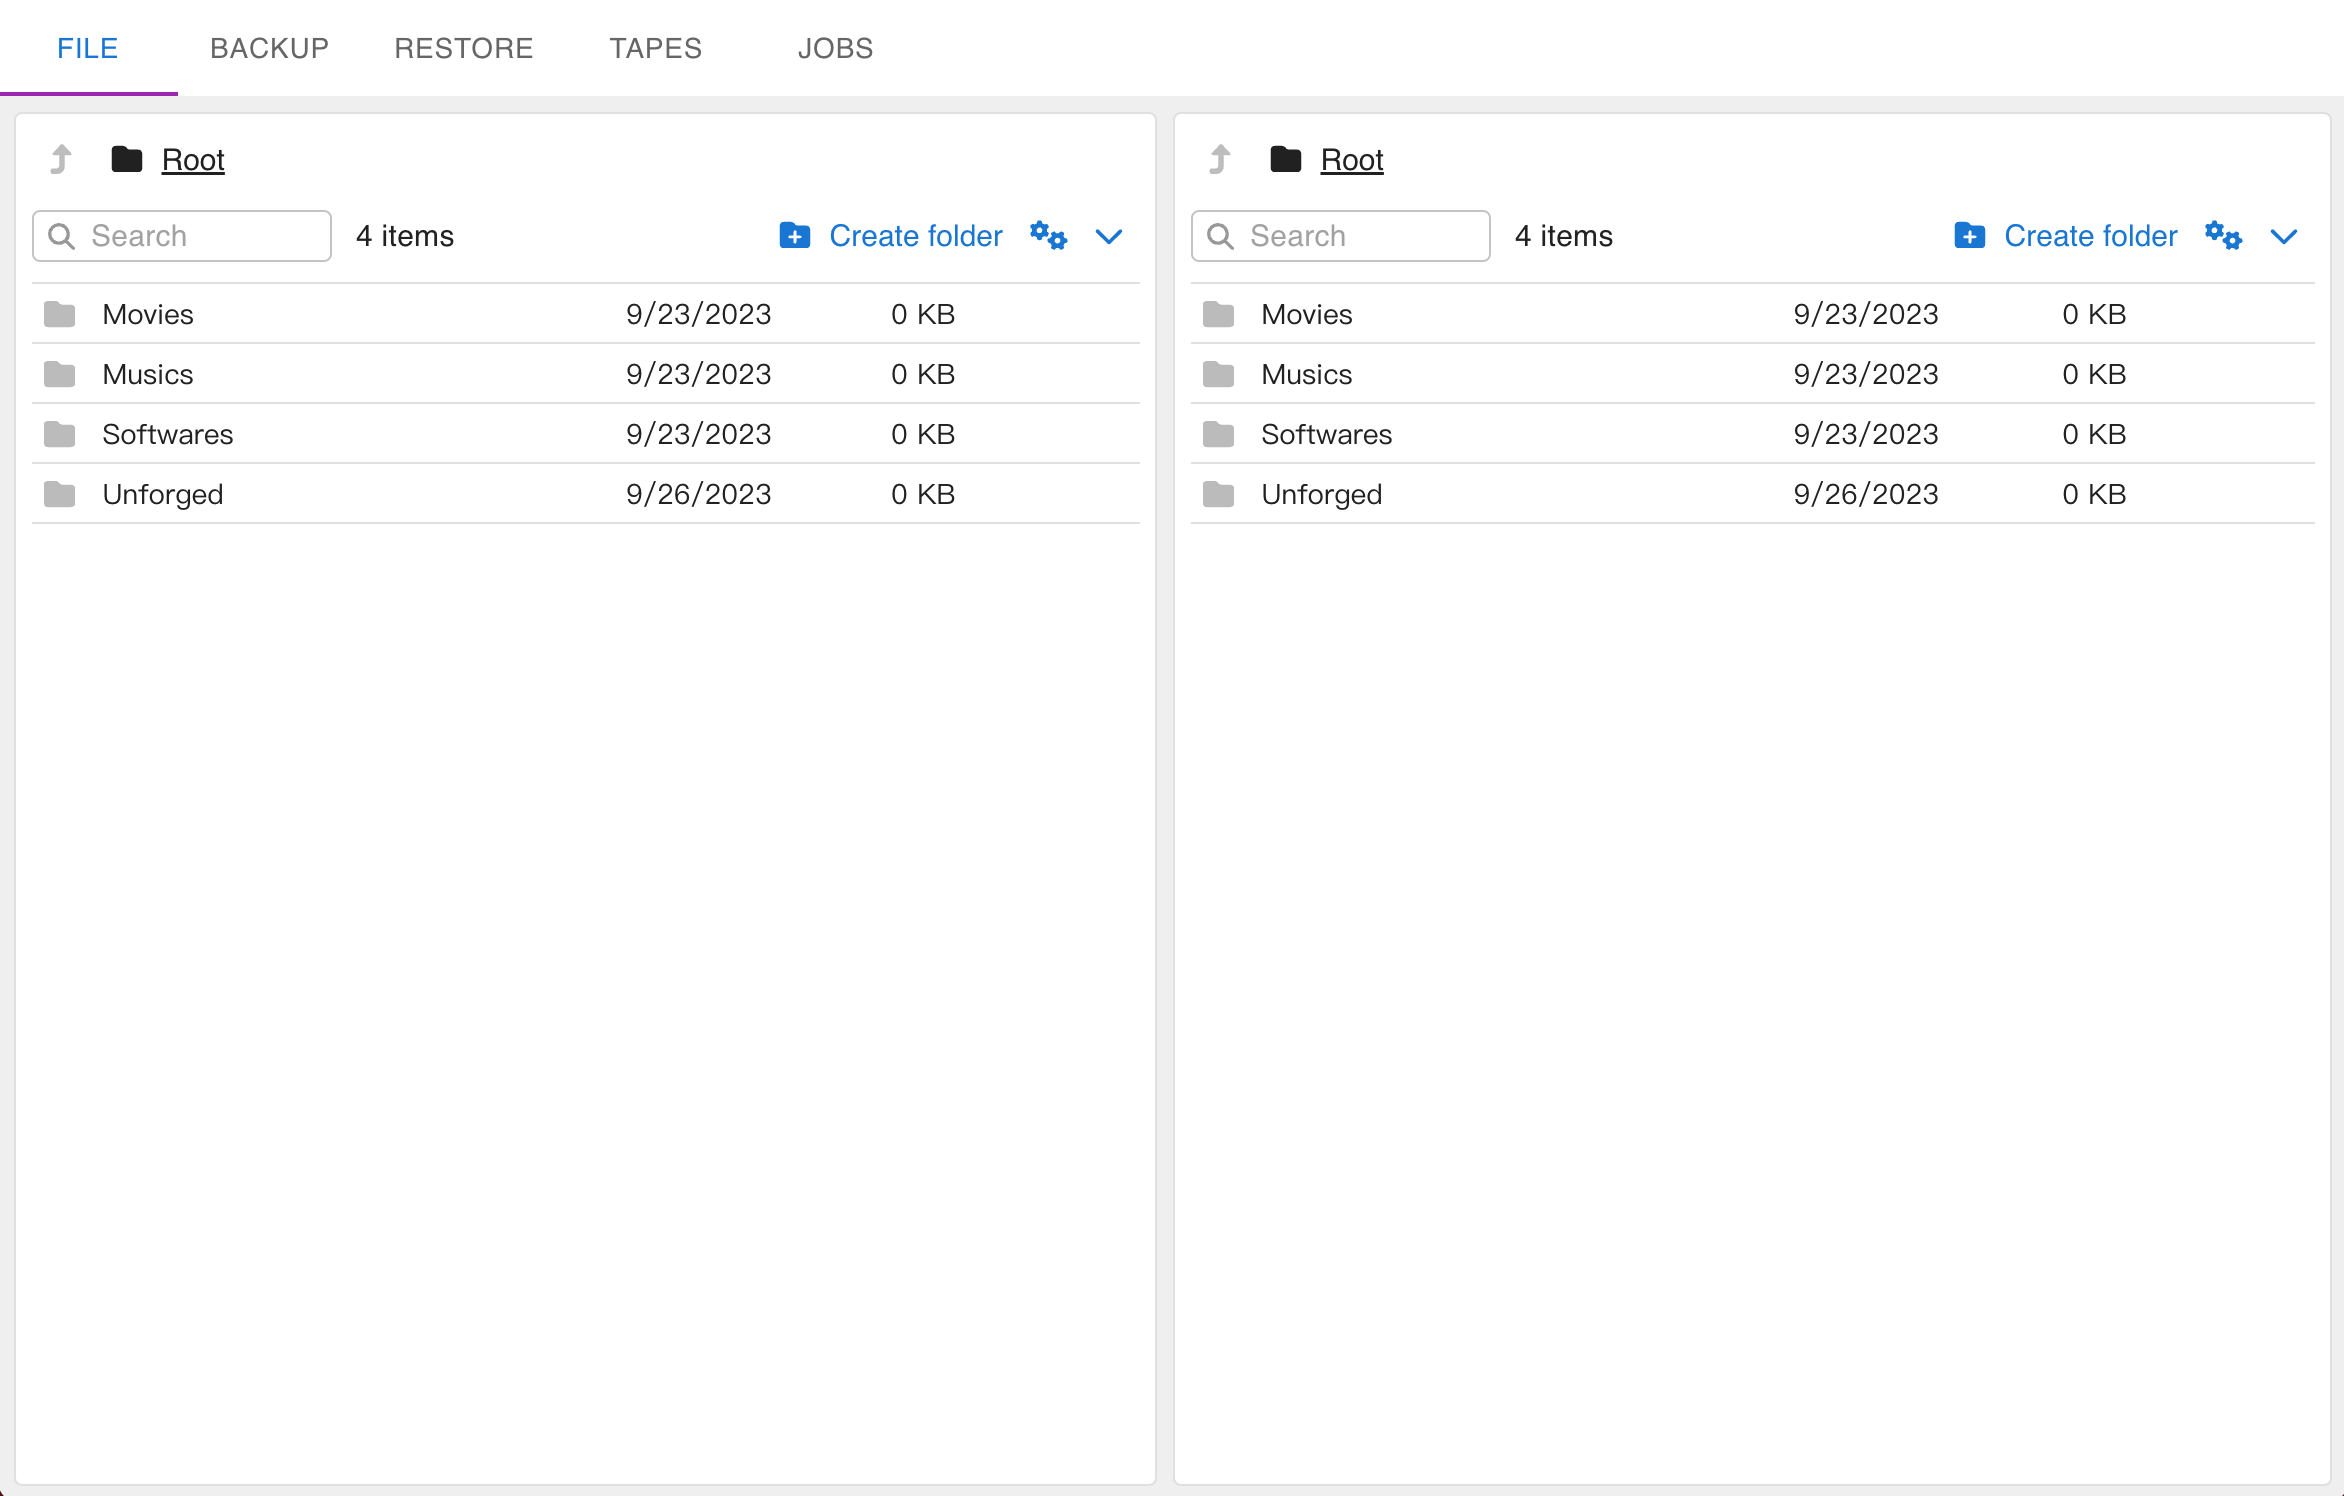 FILE BACKUP RESTORE TAPES JOBS
Root
Search 4 items Create folder
Movies 9/23/2023 0 KB
Musics 9/23/2023 0 KB
Softwares 9/23/2023 0 KB
Unforged 9/26/2023 0 KB
Root
Search 4 items Create folder
Movies 9/23/2023 0 KB
Musics 9/23/2023 0 KB
Softwares 9/23/2023 0 KB
Unforged 9/26/2023 0 KB